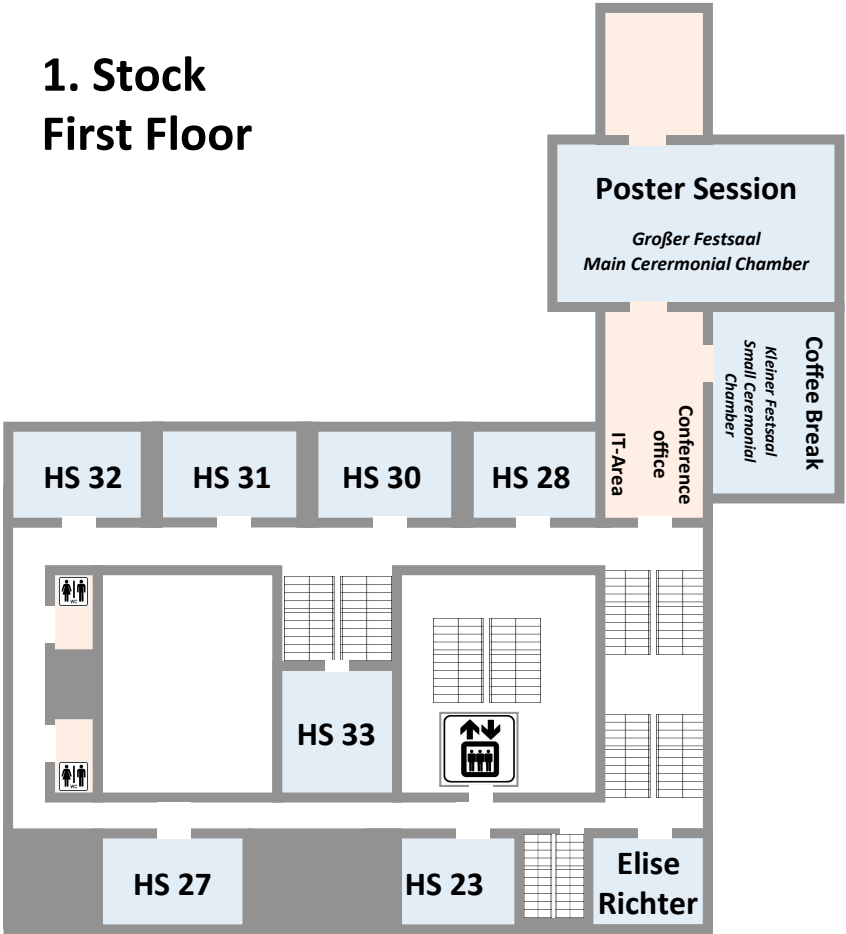 1. Stock
First Floor
Poster Session
Großer Festsaal
Main Cerermonial Chamber
Coffee Break
Kleiner Festsaal
Small Ceremonial
Chamber
Conference
office
IT-Area
HS 32
HS 31
HS 30
HS 28
WC
HS 33
WC
HS 27
HS 23
Elise
Richter